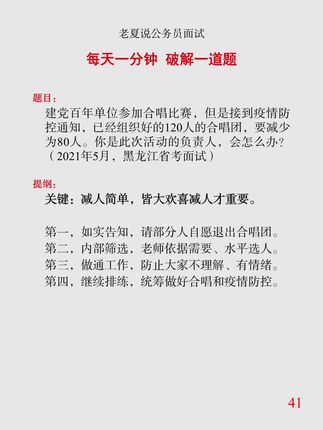 老夏说公务员面试
每天一分钟 破解一道题
题目：
建党百年单位参加合唱比赛，但是接到疫情防
控通知，已经组织好的120人的合唱团，要减少
为80人。你是此次活动的负责人，会怎么办？
（2021年5月，黑龙江省考面试）
提纲：
关键：减人简单，皆大欢喜减人才重要。
第一，如实告知，请部分人自愿退出合唱团。
第二，内部筛选，老师依据需要、水平选人。
第三，做通工作，防止大家不理解、有情绪。
第四，继续排练，统筹做好合唱和疫情防控。
41